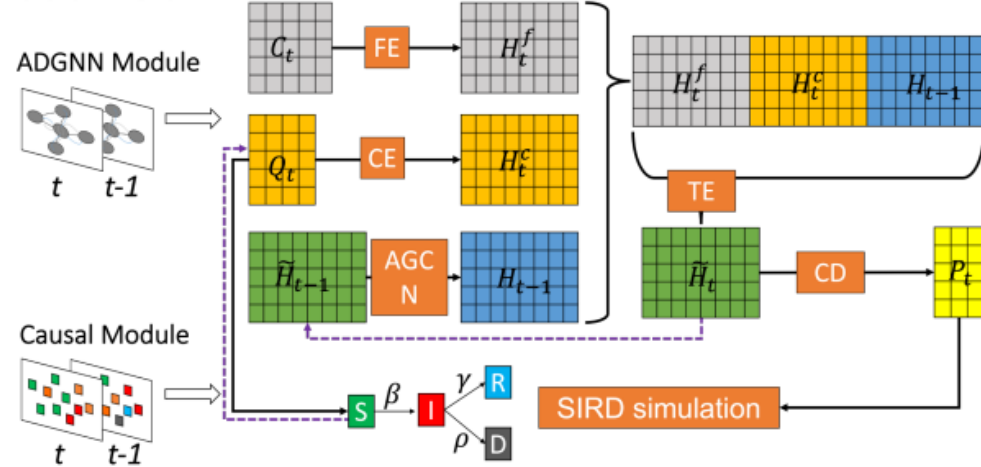 ADGNN Module
t
t-1
C_t
FE
H_t^f
Q_t
CE
H_t^c
H̃_{t-1}
AGC
N
H_{t-1}
H_t^f
H_t^c
H_{t-1}
TE
H̃_t
CD
P_t
Causal Module
t
t-1
S
β
I
γ
R
ρ
D
SIRD simulation